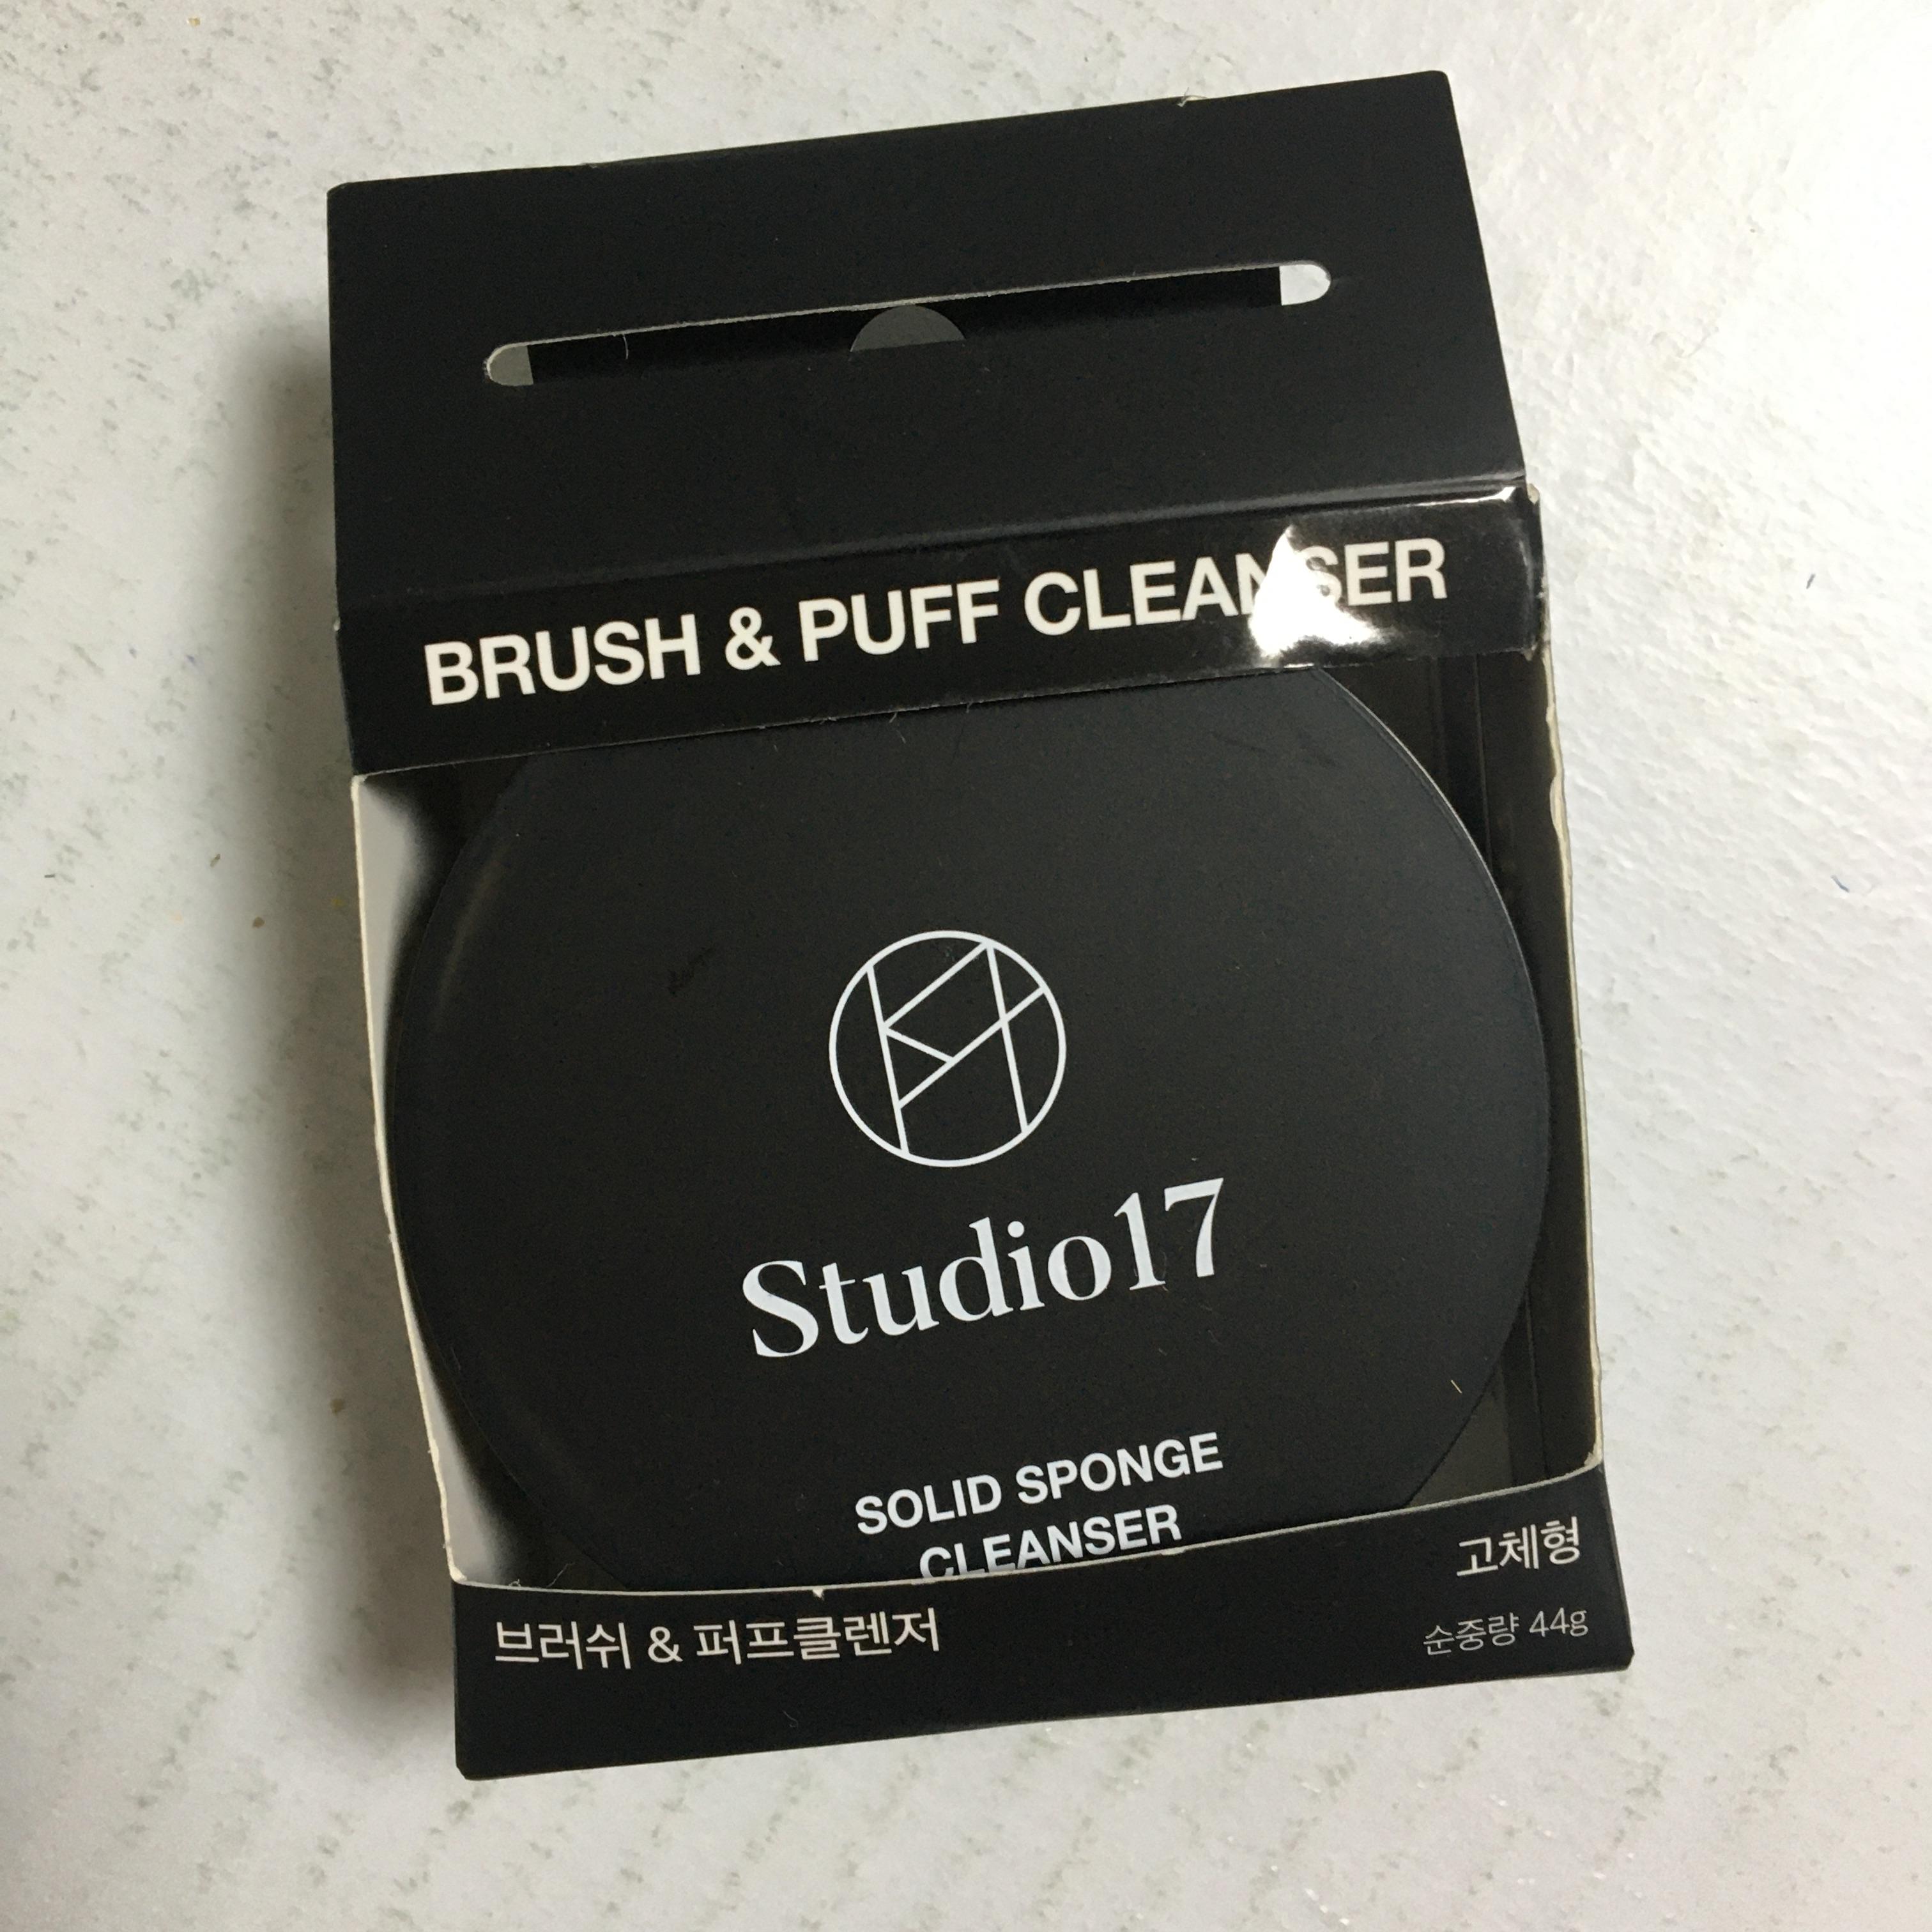 BRUSH & PUFF CLEANSER
Studio17
SOLID SPONGE
CLEANSER
고체형
브러쉬 & 퍼프클렌저
순중량 44g